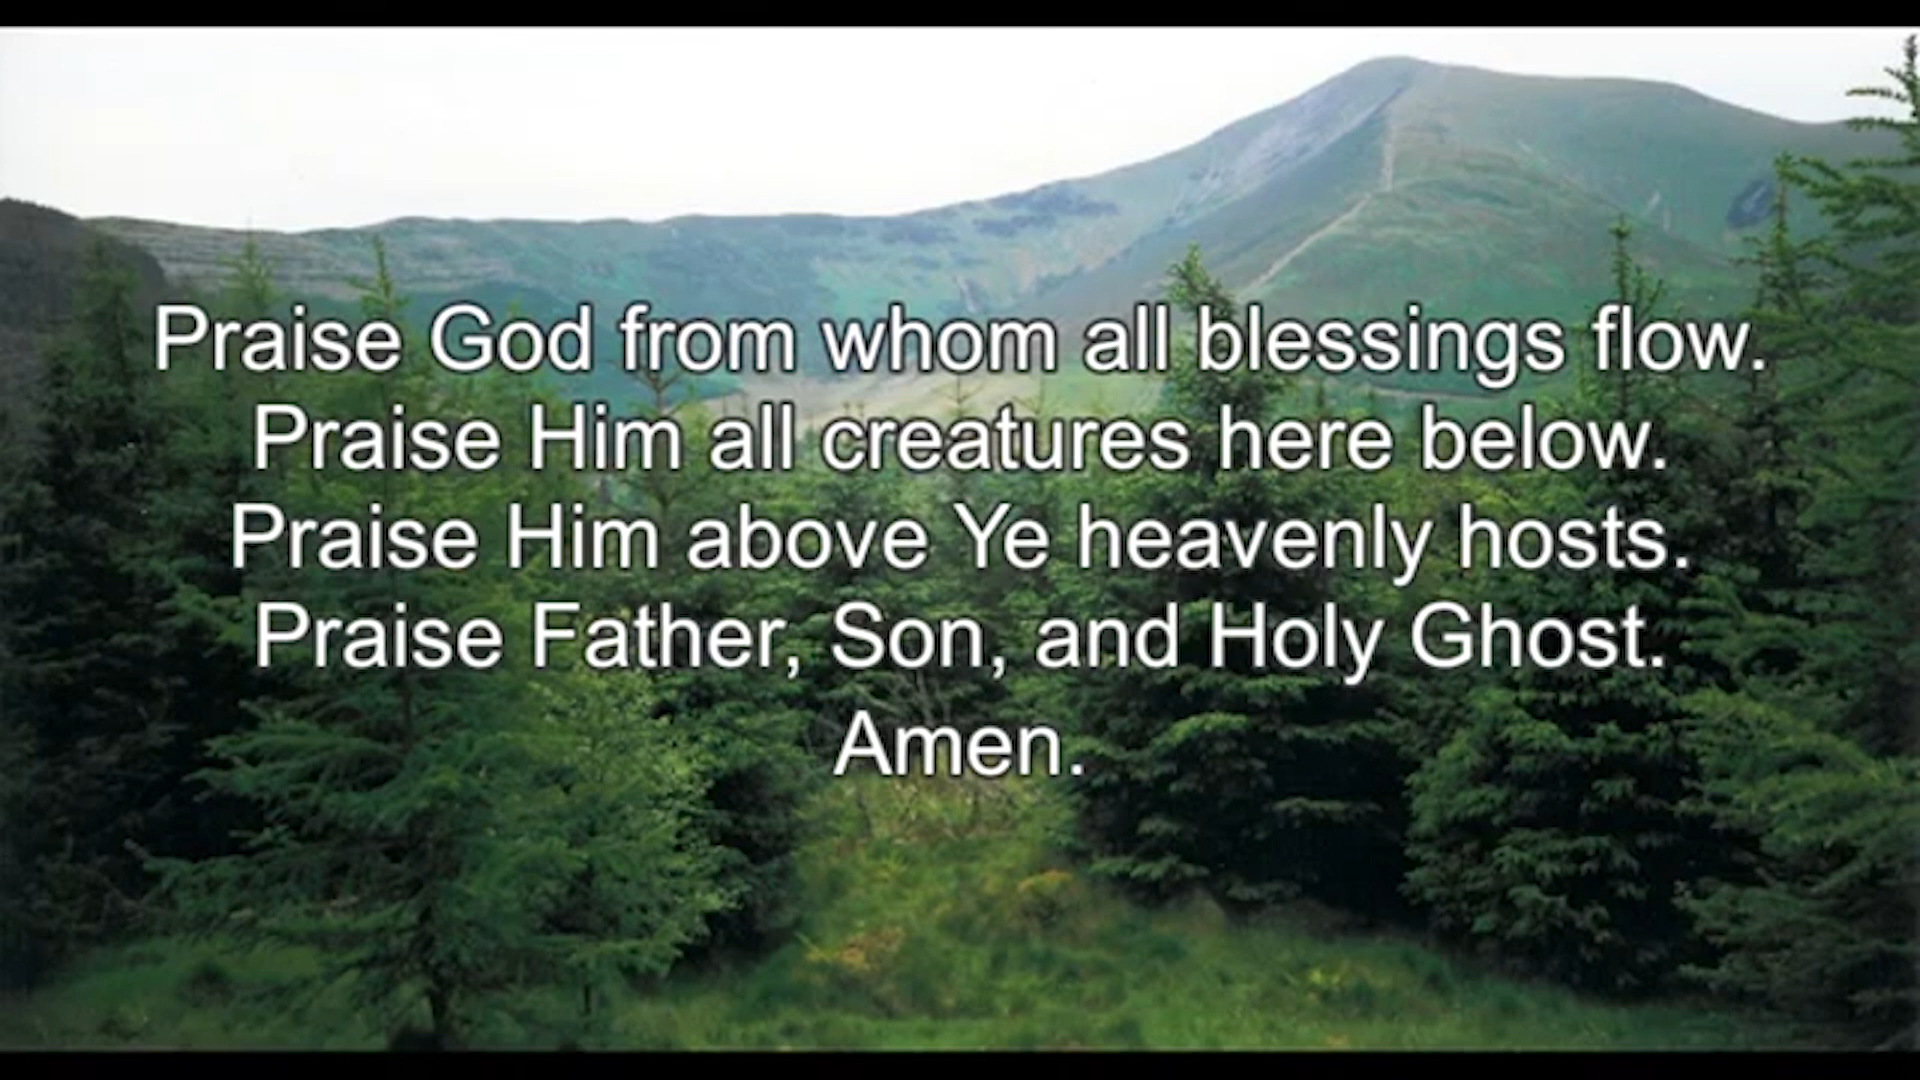 Praise God from whom all blessings flow.
Praise Him all creatures here below.
Praise Him above Ye heavenly hosts.
Praise Father, Son, and Holy Ghost.
Amen.